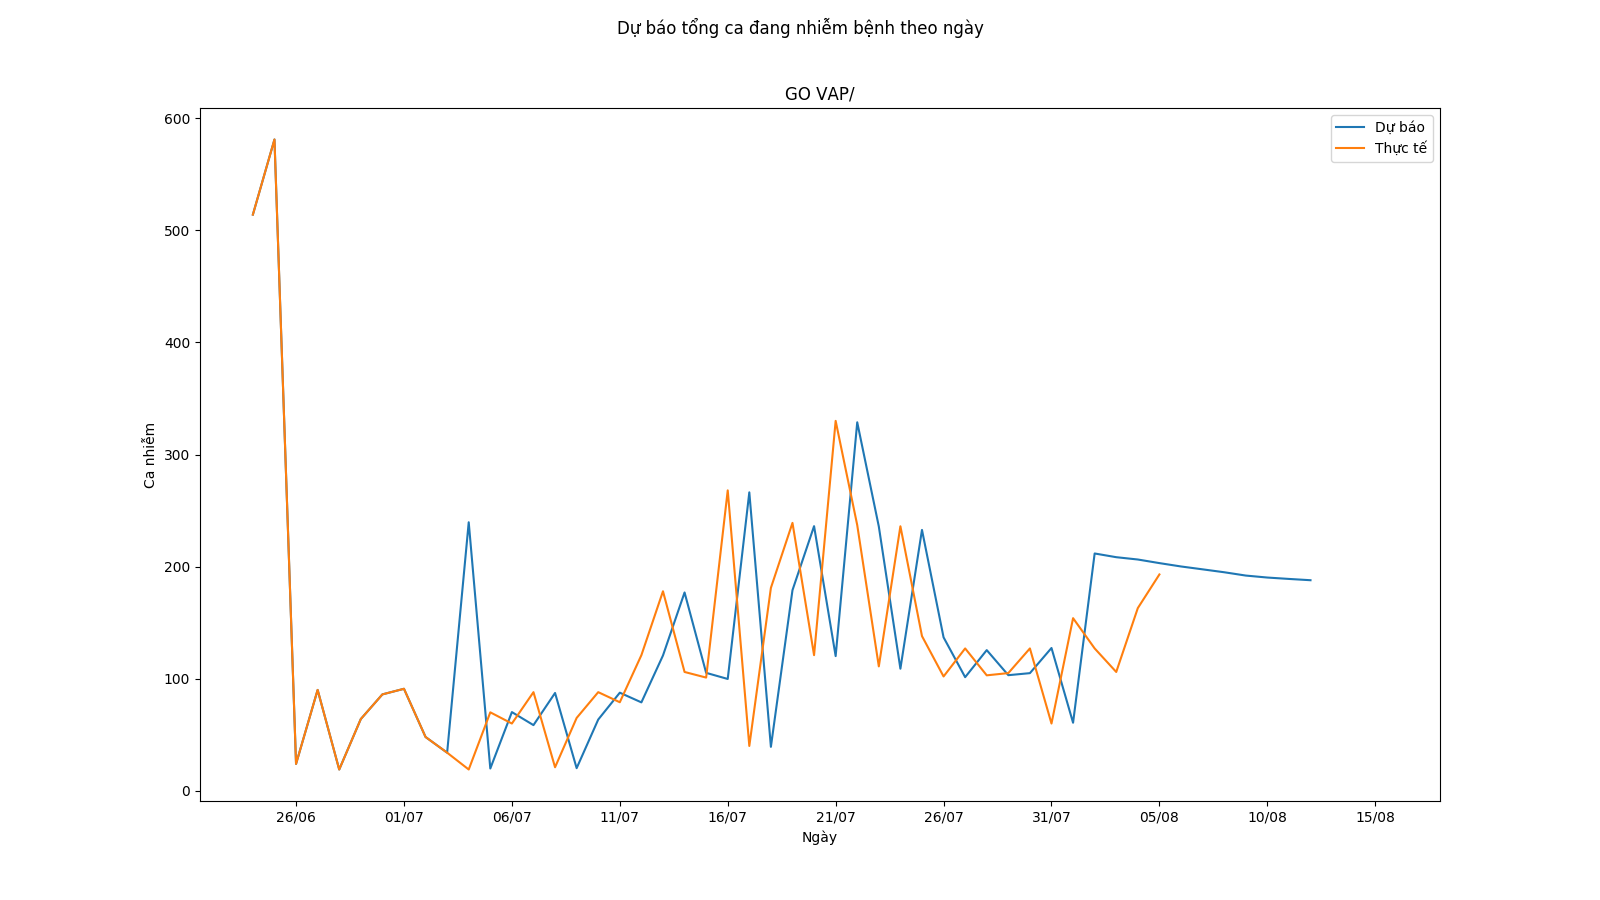 Dự báo tổng ca đang nhiễm bệnh theo ngày
GO VAP/
Dự báo
Thực tế
600
500
400
300
200
100
0
Ca nhiễm
26/06 01/07 06/07 11/07 16/07 21/07 26/07 31/07 05/08 10/08 15/08
Ngày